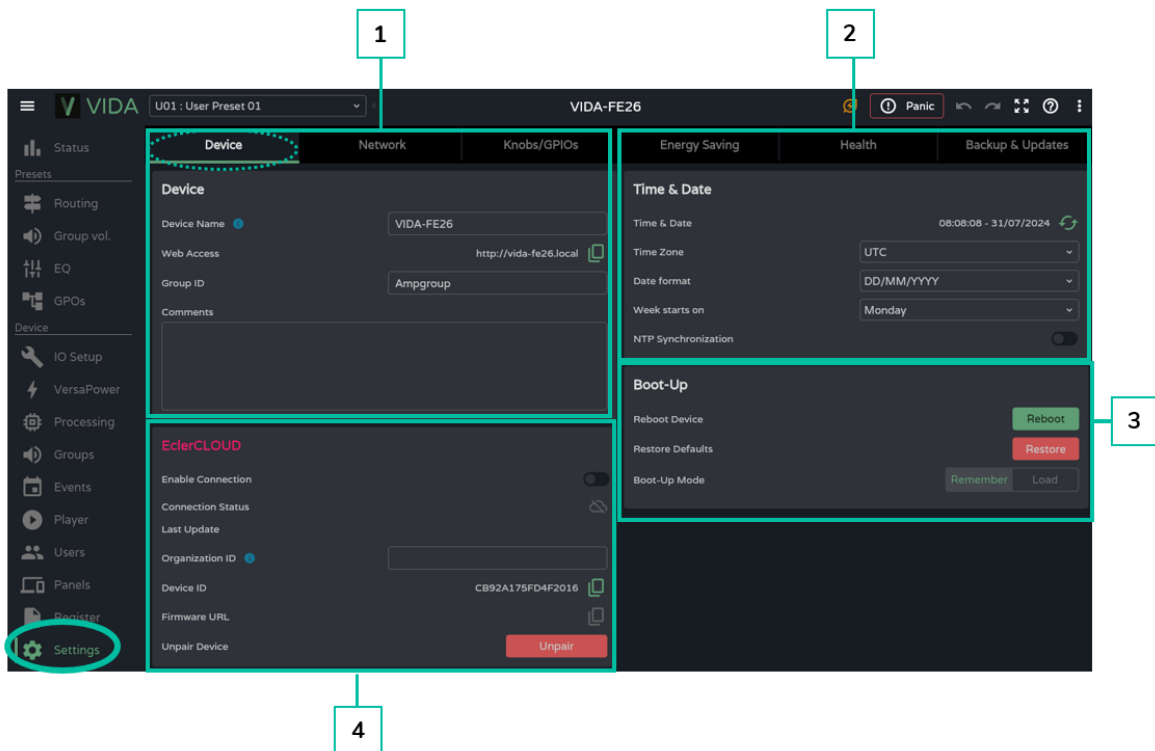 1
2
VIDA
U01 : User Preset 01
VIDA-FE26
Panic
Status
Presets
Routing
Group vol.
EQ
GPOs
Device
IO Setup
VersaPower
Processing
Groups
Events
Player
Users
Panels
Register
Settings
Device Network Knobs/GPIOs Energy Saving Health Backup & Updates
Device
Device Name VIDA-FE26
Web Access http://vida-fe26.local
Group ID Ampgroup
Comments
Time & Date
Time & Date 08:08:08 - 31/07/2024
Time Zone UTC
Date format DD/MM/YYYY
Week starts on Monday
NTP Synchronization
Boot-Up
Reboot Device Reboot
Restore Defaults Restore
Boot-Up Mode Remember Load
3
EclerCLOUD
Enable Connection
Connection Status
Last Update
Organization ID
Device ID CB92A175FD4F2016
Firmware URL
Unpair Device Unpair
4